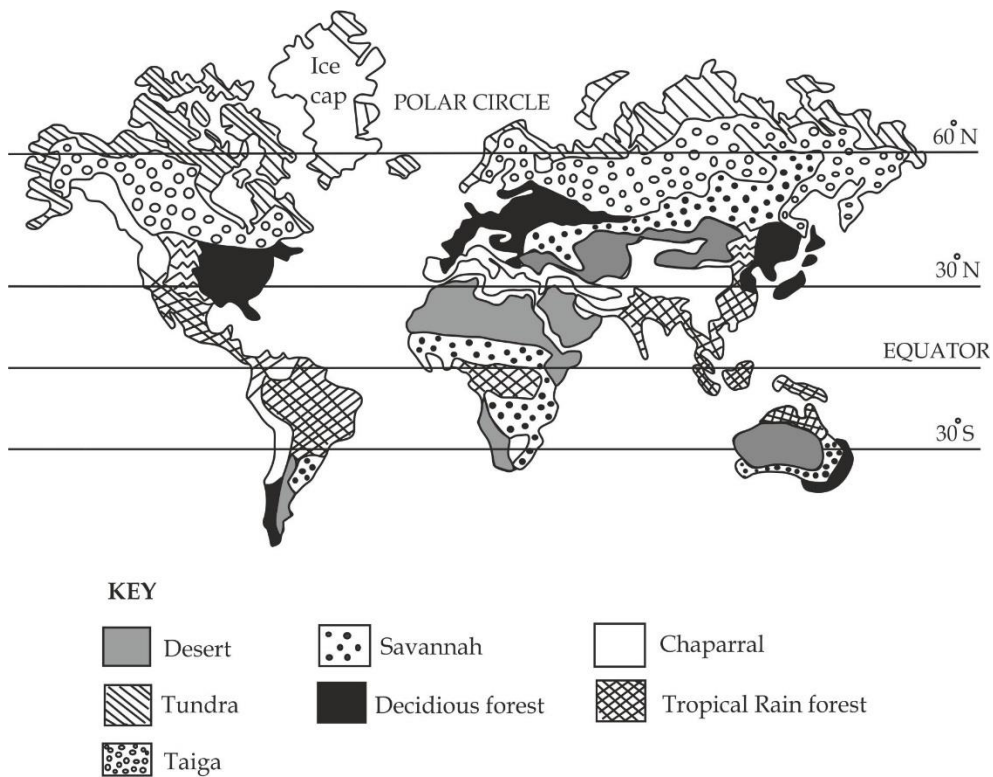 Ice
cap
POLAR CIRCLE
60°N
30°N
EQUATOR
30°S
KEY
Desert
Savannah
Chaparral
Tundra
Decidious forest
Tropical Rain forest
Taiga